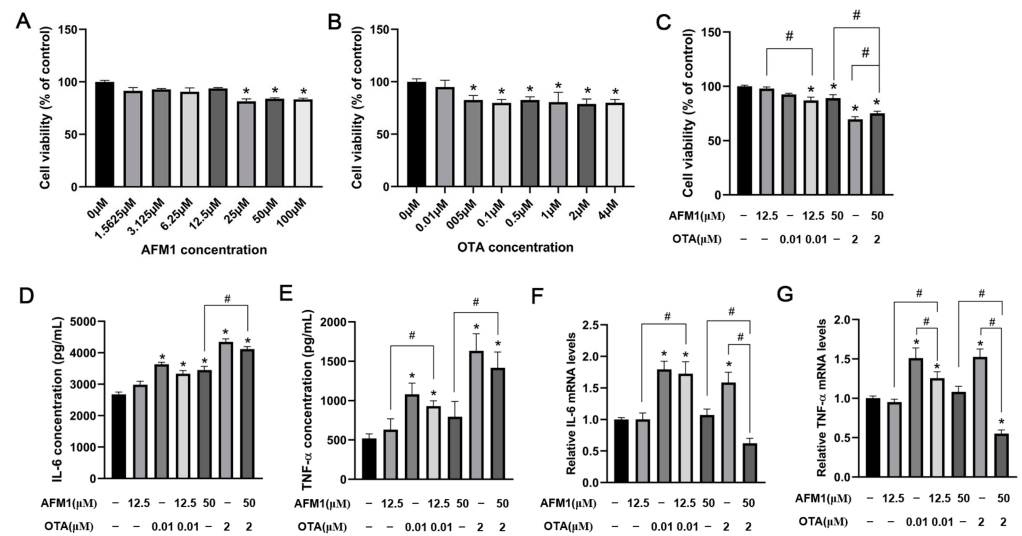 A
Cell viability (% of control)
150
100
50
0
* * *
0µM
1.5625µM
3.125µM
6.25µM
12.5µM
25µM
50µM
100µM
AFM1 concentration
B
Cell viability (% of control)
150
100
50
0
* * * * * *
0µM
0.01µM
005µM
0.1µM
0.5µM
1µM
2µM
4µM
OTA concentration
C
Cell viability (% of control)
150
100
50
0
# # #
* * * *
AFM1(µM) – 12.5 – 12.5 50 – 50
OTA(µM) – – 0.01 0.01 – 2 2
D
IL-6 concentration (pg/mL)
5000
4000
3000
2000
1000
0
#
* * * * *
AFM1(µM) – 12.5 – 12.5 50 – 50
OTA(µM) – – 0.01 0.01 – 2 2
E
TNF-α concentration (pg/mL)
2000
1500
1000
500
0
# #
* * * *
AFM1(µM) – 12.5 – 12.5 50 – 50
OTA(µM) – – 0.01 0.01 – 2 2
F
Relative IL-6 mRNA levels
2.5
2.0
1.5
1.0
0.5
0.0
# # #
* * *
AFM1(µM) – 12.5 – 12.5 50 – 50
OTA(µM) – – 0.01 0.01 – 2 2
G
Relative TNF-α mRNA levels
2.0
1.5
1.0
0.5
0.0
# # # #
* * * *
AFM1(µM) – 12.5 – 12.5 50 – 50
OTA(µM) – – 0.01 0.01 – 2 2